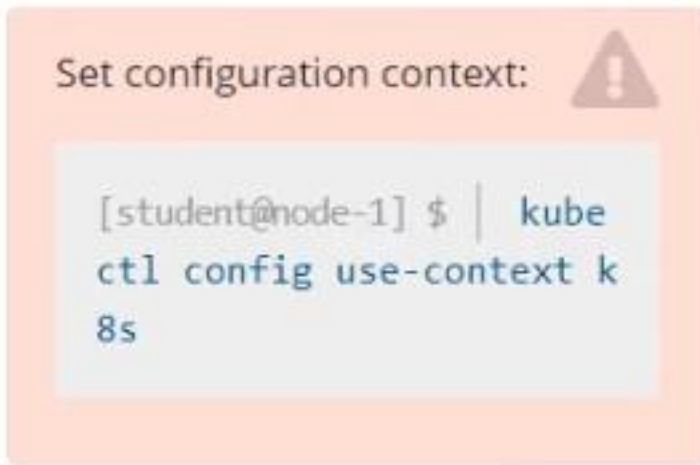 Set configuration context:
[student@node-1] $ | kube
ctl config use-context k
8s